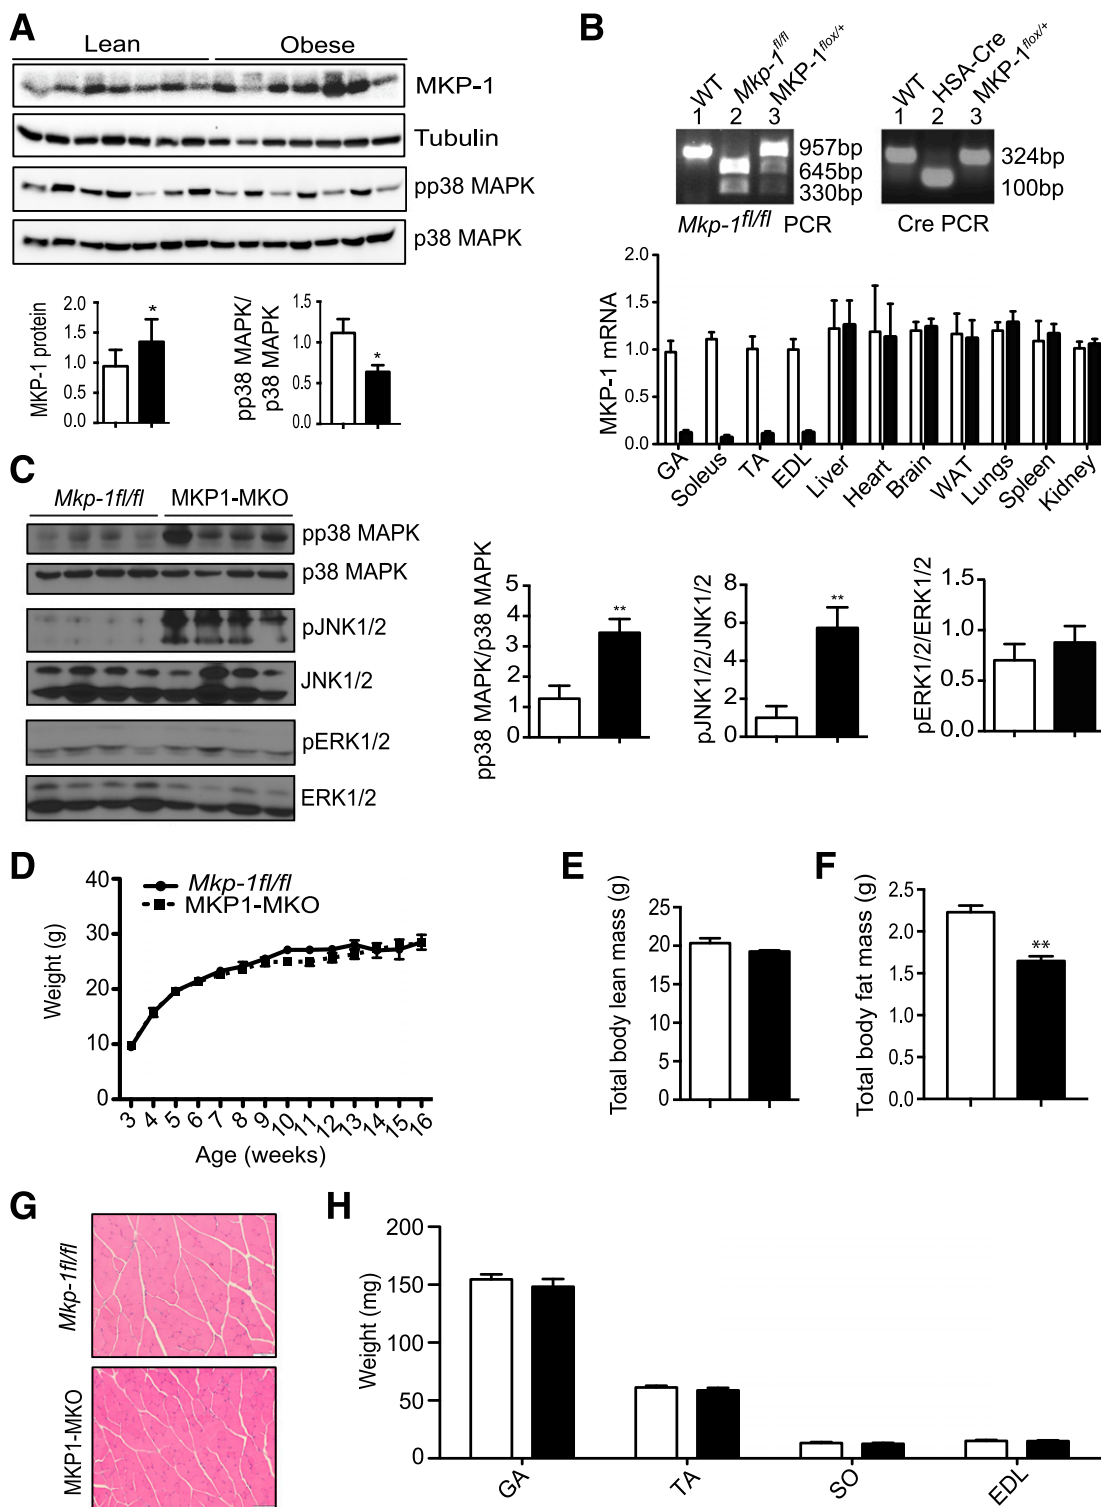 A
Lean Obese
MKP-1
Tubulin
pp38 MAPK
p38 MAPK
MKP-1 protein
2.0
1.5
1.0
0.5
0.0
*
pp38 MAPK/
p38 MAPK
1.5
1.0
0.5
0.0
*
B
WT Mkp-1fl/fl MKP-1flox/+
1 2 3
957bp
645bp
330bp
Mkp-1fl/fl PCR
WT HSA-Cre MKP-1flox/+
1 2 3
324bp
100bp
Cre PCR
MKP-1 mRNA
2.0
1.5
1.0
0.5
0.0
GA Soleus TA EDL Liver Heart Brain WAT Lungs Spleen Kidney
C
Mkp-1fl/fl MKP1-MKO
pp38 MAPK
p38 MAPK
pJNK1/2
JNK1/2
pERK1/2
ERK1/2
pp38 MAPK/p38 MAPK
5
4
3
2
1
0
**
pJNK1/2/JNK1/2
8
6
4
2
0
**
pERK1/2/ERK1/2
1.5
1.0
0.5
0.0
D
Weight (g)
40
30
20
10
0
Mkp-1fl/fl
MKP1-MKO
3 4 5 6 7 8 9 10 11 12 13 14 15 16
Age (weeks)
E
Total body lean mass (g)
25
20
15
10
5
0
F
Total body fat mass (g)
2.5
2.0
1.5
1.0
0.5
0.0
**
G
Mkp-1fl/fl
MKP1-MKO
H
Weight (mg)
200
150
100
50
0
GA TA SO EDL